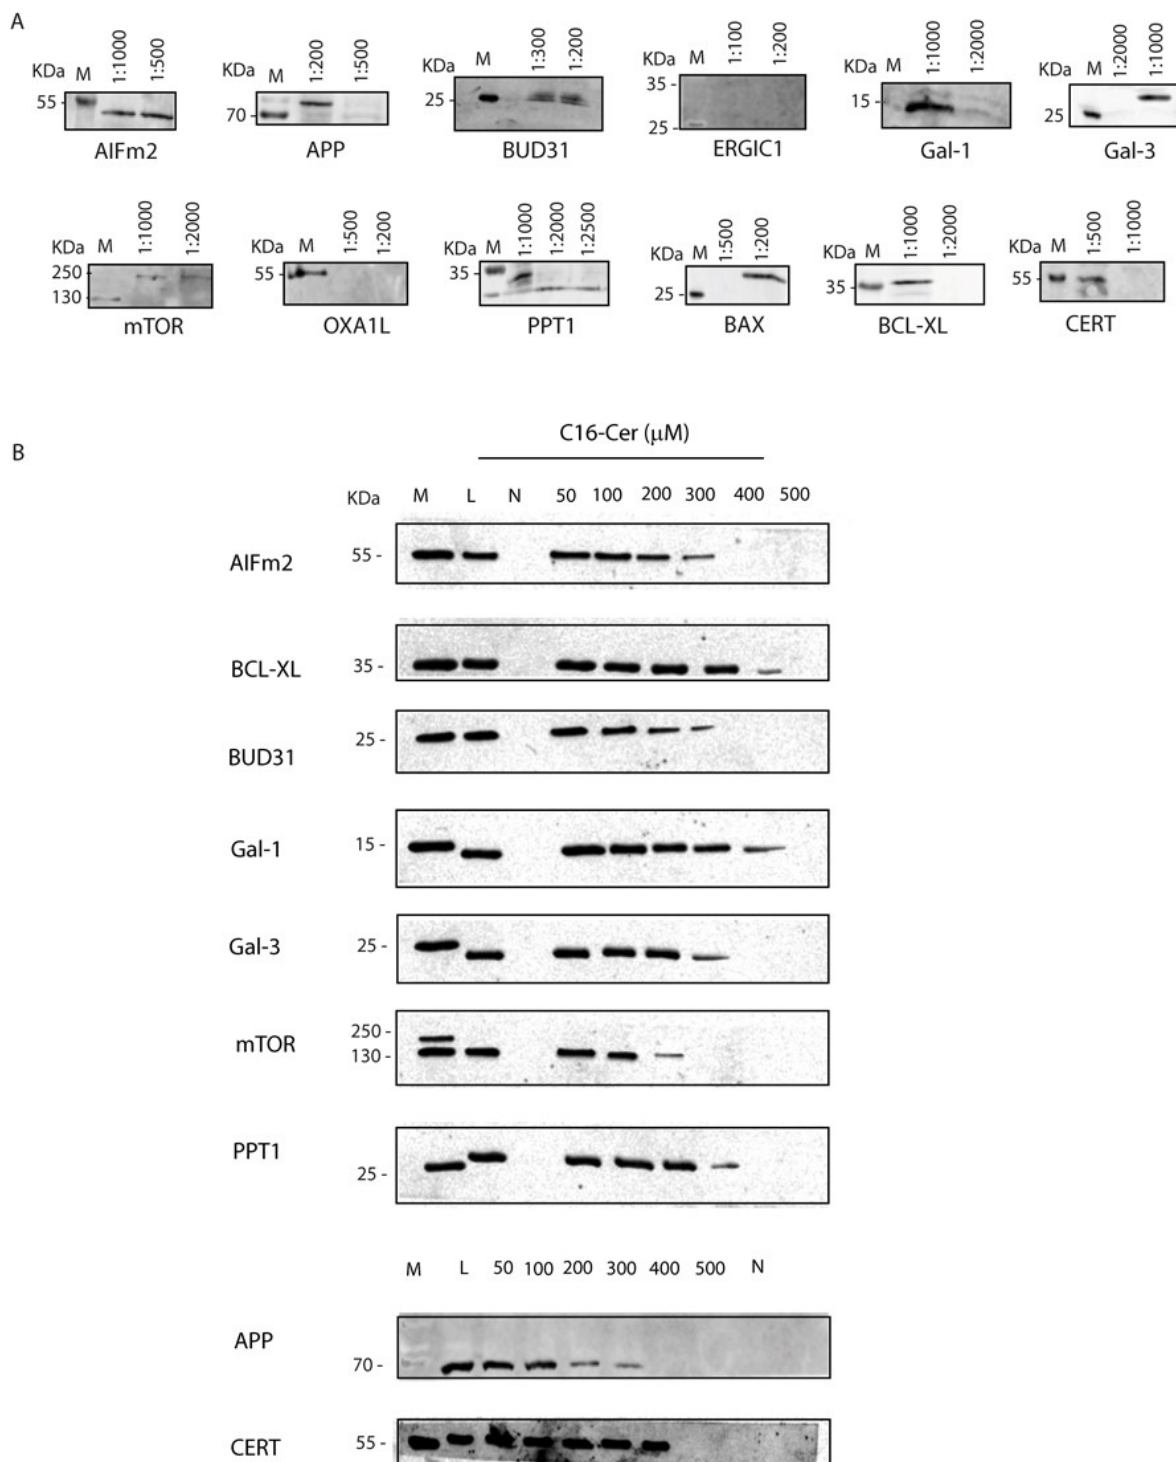 A
KDa M 1:1000 1:500
55 -
AIFm2
KDa M 1:200 1:500
70 -
APP
KDa M 1:300 1:200
25 -
BUD31
KDa M 1:100 1:200
35 -
25 -
ERGIC1
KDa M 1:1000 1:2000
15 -
Gal-1
KDa M 1:2000 1:1000
25
Gal-3
KDa M 1:1000 1:2000
250 -
130 -
mTOR
KDa M 1:500 1:200
55 -
OXA1L
KDa M 1:1000 1:2000 1:2500
35 -
PPT1
KDa M 1:500 1:200
25 -
BAX
KDa M 1:1000 1:2000
35 -
BCL-XL
KDa M 1:500 1:1000
55 -
CERT
B
C16-Cer (μM)
KDa M L N 50 100 200 300 400 500
AIFm2 55 -
BCL-XL 35 -
BUD31 25 -
Gal-1 15 -
Gal-3 25 -
250 -
mTOR 130 -
PPT1 25 -
M L 50 100 200 300 400 500 N
APP 70 -
CERT 55 -